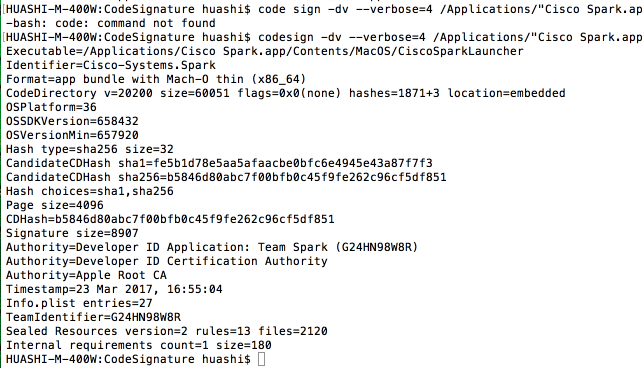 HUASHI-M-400W:CodeSignature huashi$ code sign -dv --verbose=4 /Applications/"Cisco Spark.ap
-bash: code: command not found
HUASHI-M-400W:CodeSignature huashi$ codesign -dv --verbose=4 /Applications/"Cisco Spark.app
Executable=/Applications/Cisco Spark.app/Contents/MacOS/CiscoSparkLauncher
Identifier=Cisco-Systems.Spark
Format=app bundle with Mach-O thin (x86_64)
CodeDirectory v=20200 size=60051 flags=0x0(none) hashes=1871+3 location=embedded
OSPlatform=36
OSSDKVersion=658432
OSVersionMin=657920
Hash type=sha256 size=32
CandidateCDHash sha1=fe5b1d78e5aa5afaacbe0bfc6e4945e43a87f7f3
CandidateCDHash sha256=b5846d80abc7f00bfb0c45f9fe262c96cf5df851
Hash choices=sha1,sha256
Page size=4096
CDHash=b5846d80abc7f00bfb0c45f9fe262c96cf5df851
Signature size=8907
Authority=Developer ID Application: Team Spark (G24HN98W8R)
Authority=Developer ID Certification Authority
Authority=Apple Root CA
Timestamp=23 Mar 2017, 16:55:04
Info.plist entries=27
TeamIdentifier=G24HN98W8R
Sealed Resources version=2 rules=13 files=2120
Internal requirements count=1 size=180
HUASHI-M-400W:CodeSignature huashi$